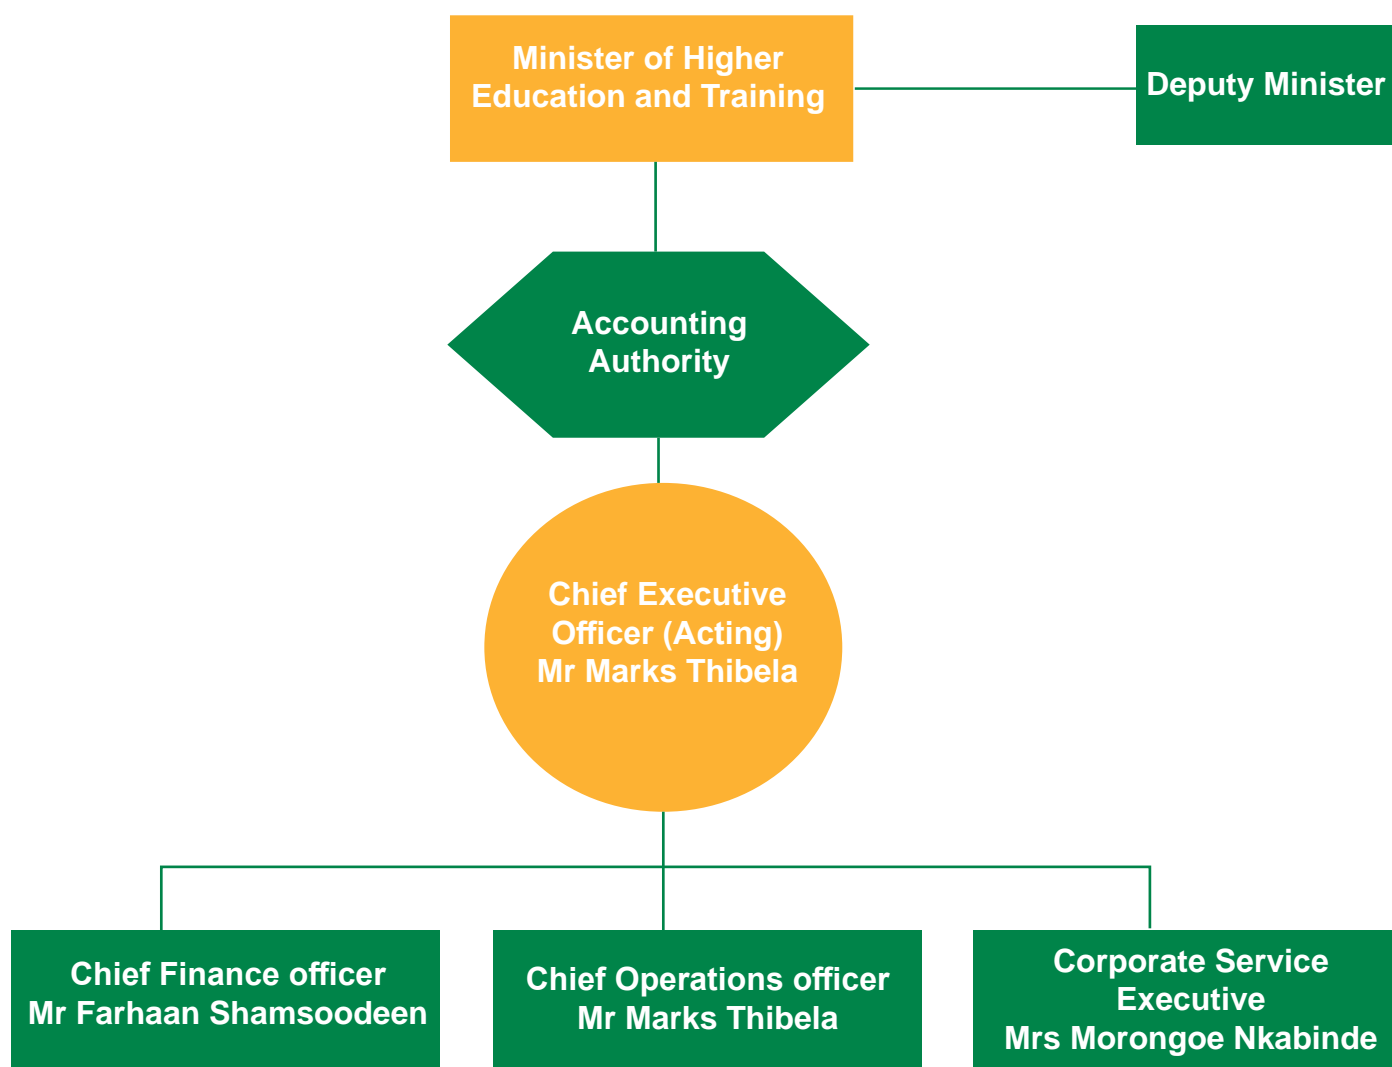 Minister of Higher
Education and Training
Deputy Minister
Accounting
Authority
Chief Executive
Officer (Acting)
Mr Marks Thibela
Chief Finance officer
Mr Farhaan Shamsoodeen
Chief Operations officer
Mr Marks Thibela
Corporate Service
Executive
Mrs Morongoe Nkabinde